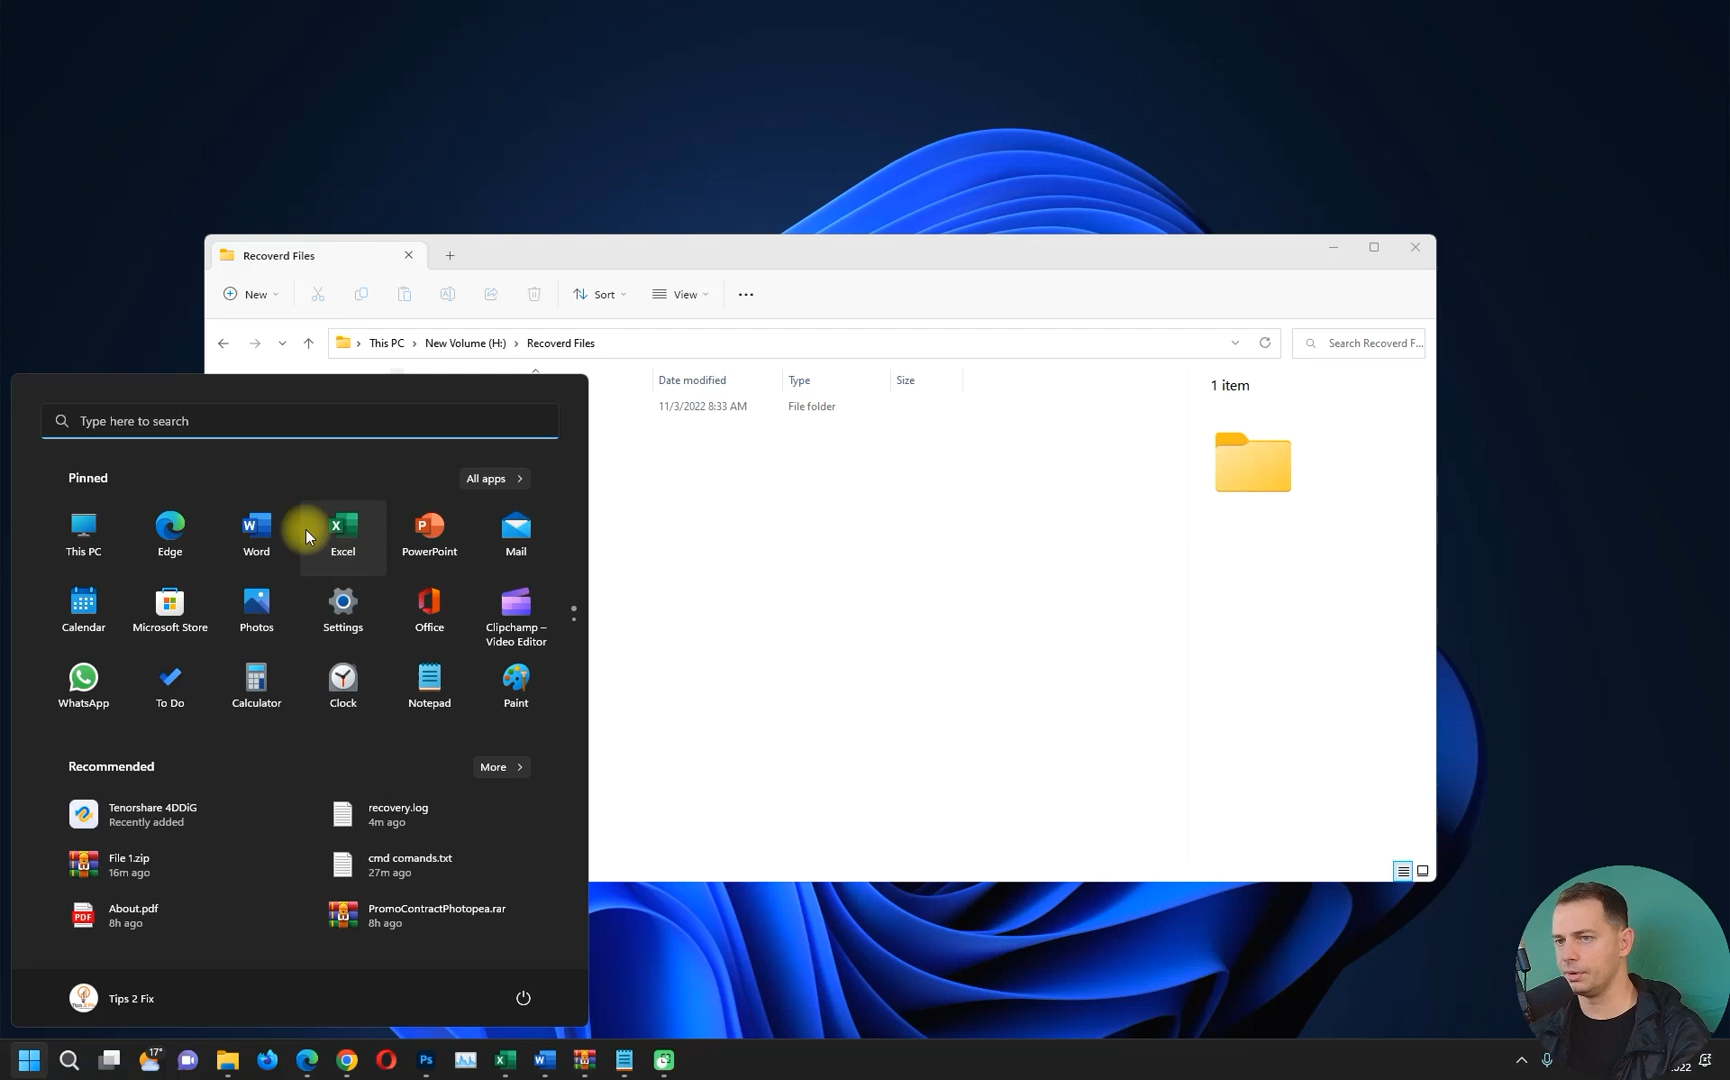 Recoverd Files
New
Sort
View
This PC
New Volume (H:)
Recoverd Files
Search Recoverd F...
Date modified
Type
Size
11/3/2022 8:33 AM
File folder
1 item
Type here to search
Pinned
All apps
This PC
Edge
Word
Excel
PowerPoint
Mail
Calendar
Microsoft Store
Photos
Settings
Office
Clipchamp –
Video Editor
WhatsApp
To Do
Calculator
Clock
Notepad
Paint
Recommended
More
Tenorshare 4DDiG
Recently added
recovery.log
4m ago
File 1.zip
16m ago
cmd comands.txt
27m ago
About.pdf
8h ago
PromoContractPhotopea.rar
8h ago
Tips 2 Fix
17°
2022